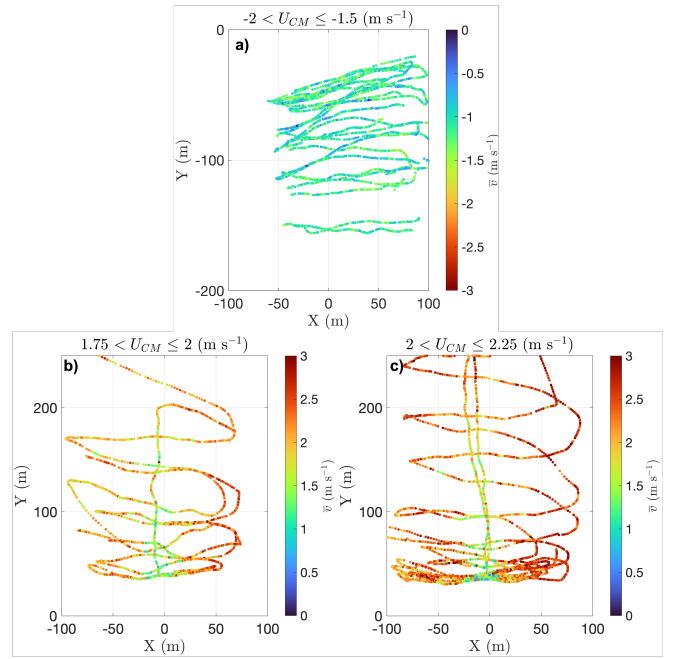 -2 < U_CM ≤ -1.5 (m s⁻¹)
a)
0
-100
-200
Y (m)
-100 -50 0 50 100
X (m)
0
-0.5
-1
-1.5
-2
-2.5
-3
v̅ (m s⁻¹)
1.75 < U_CM ≤ 2 (m s⁻¹)
b)
200
100
0
Y (m)
-100 -50 0 50 100
X (m)
3
2.5
2
1.5
1
0.5
0
v̅ (m s⁻¹)
2 < U_CM ≤ 2.25 (m s⁻¹)
c)
200
100
0
Y (m)
-100 -50 0 50 100
X (m)
3
2.5
2
1.5
1
0.5
0
v̅ (m s⁻¹)